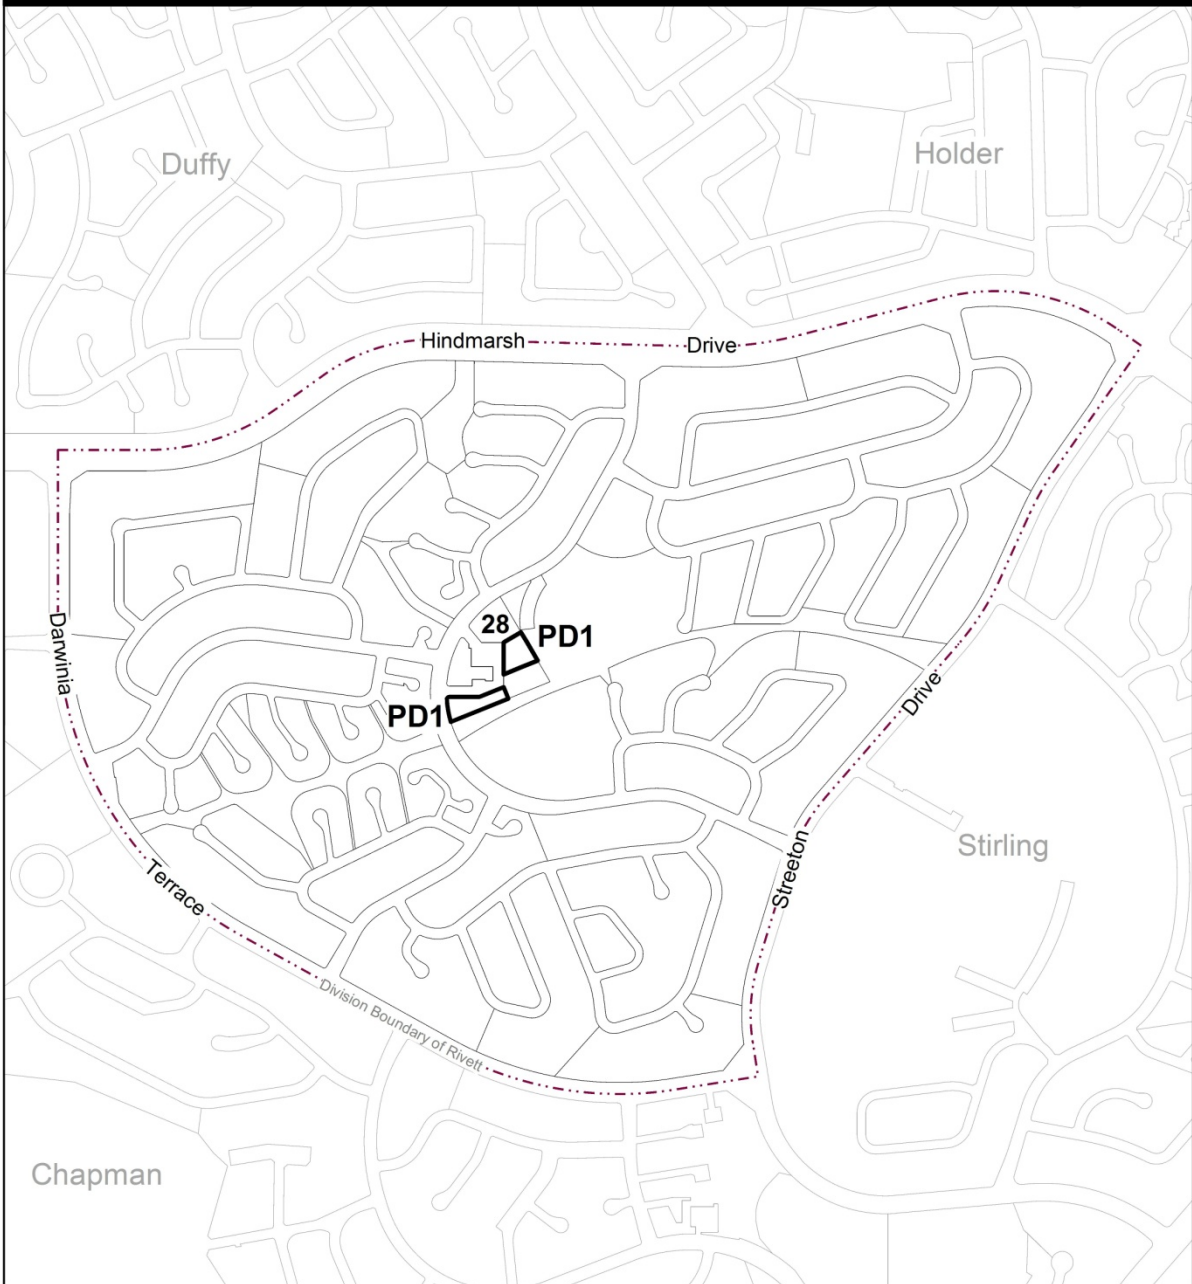 Duffy
Holder
Hindmarsh
Drive
Darwinia
28
PD1
PD1
Drive
Streeton
Stirling
Terrace
Division Boundary of Rivett
Chapman